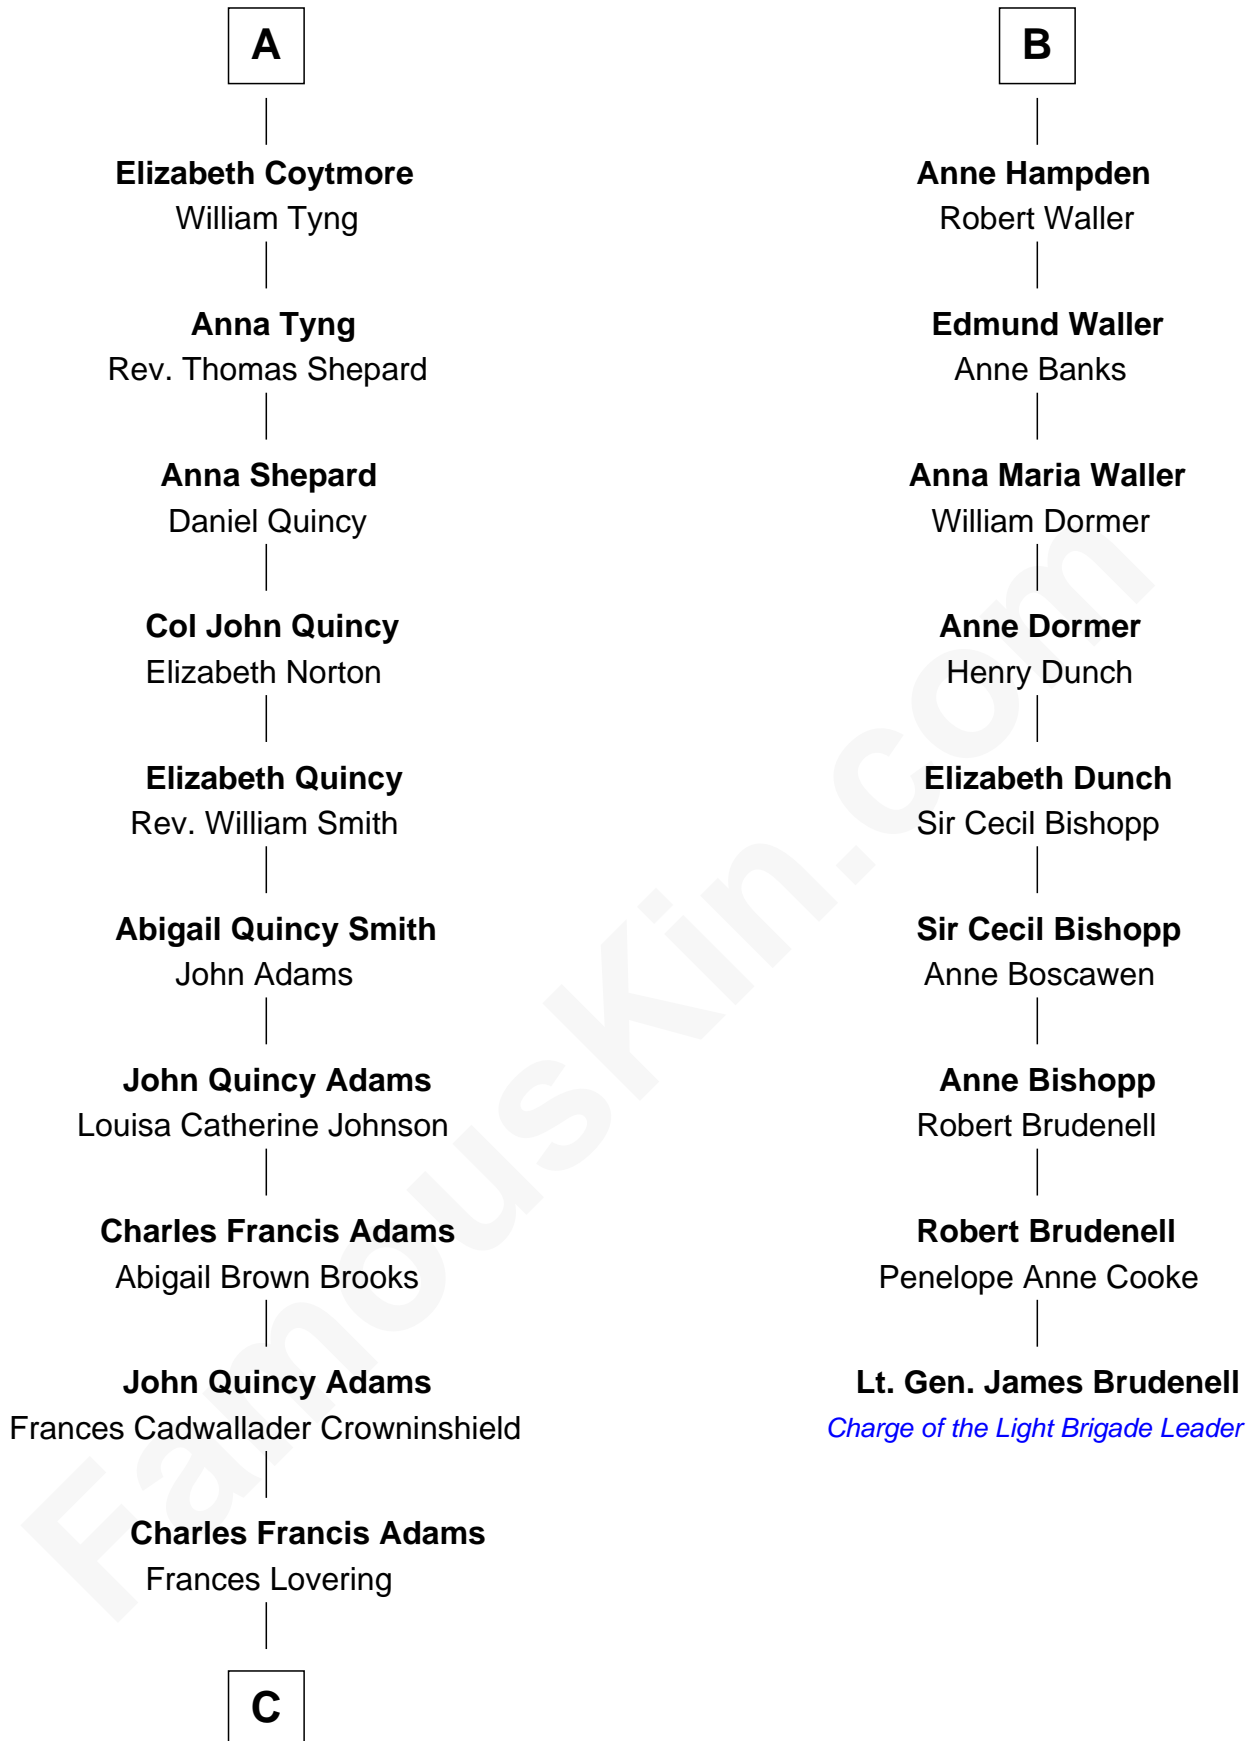 A
Elizabeth Coytmore
William Tyng
Anna Tyng
Rev. Thomas Shepard
Anna Shepard
Daniel Quincy
Col John Quincy
Elizabeth Norton
Elizabeth Quincy
Rev. William Smith
Abigail Quincy Smith
John Adams
John Quincy Adams
Louisa Catherine Johnson
Charles Francis Adams
Abigail Brown Brooks
John Quincy Adams
Frances Cadwallader Crowninshield
Charles Francis Adams
Frances Lovering
C
B
Anne Hampden
Robert Waller
Edmund Waller
Anne Banks
Anna Maria Waller
William Dormer
Anne Dormer
Henry Dunch
Elizabeth Dunch
Sir Cecil Bishopp
Sir Cecil Bishopp
Anne Boscawen
Anne Bishopp
Robert Brudenell
Robert Brudenell
Penelope Anne Cooke
Lt. Gen. James Brudenell
Charge of the Light Brigade Leader
FamousKin.com